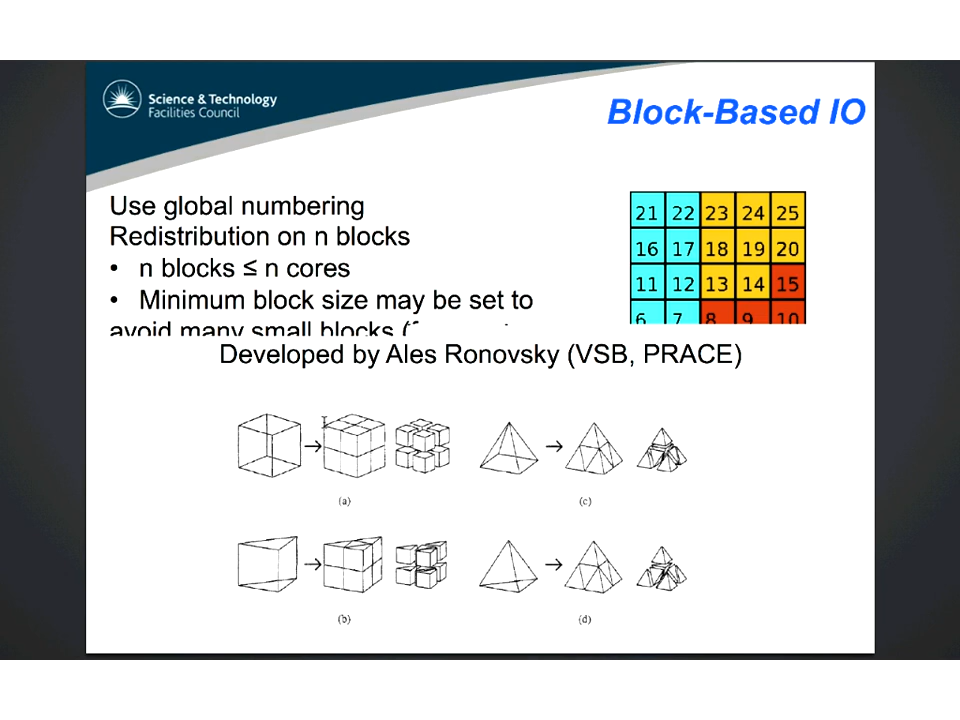 Science & Technology
Facilities Council
Block-Based IO
Use global numbering
Redistribution on n blocks
• n blocks ≤ n cores
• Minimum block size may be set to
avoid many small blocks
21 22 23 24 25
16 17 18 19 20
11 12 13 14 15
6 7 8 9 10
Developed by Ales Ronovsky (VSB, PRACE)
(a)
(c)
(b)
(d)